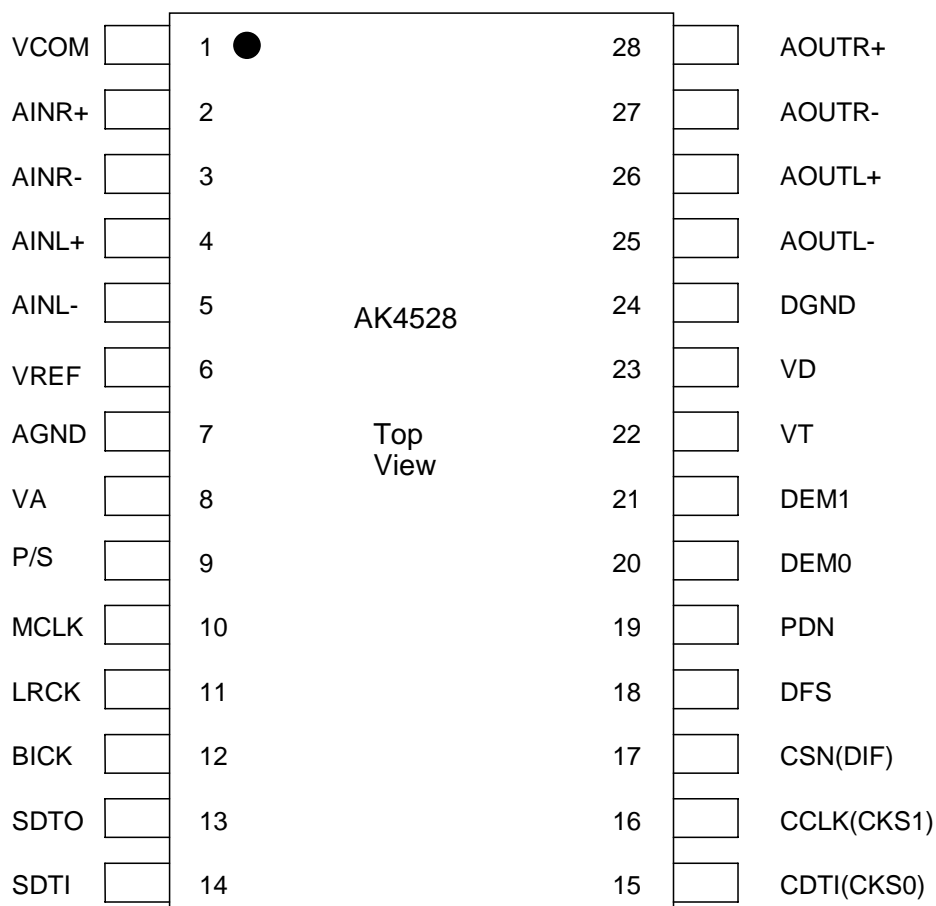 VCOM 1 28 AOUTR+
AINR+ 2 27 AOUTR-
AINR- 3 26 AOUTL+
AINL+ 4 25 AOUTL-
AINL- 5 24 DGND
AK4528
VREF 6 23 VD
AGND 7 Top 22 VT
View
VA 8 21 DEM1
P/S 9 20 DEM0
MCLK 10 19 PDN
LRCK 11 18 DFS
BICK 12 17 CSN(DIF)
SDTO 13 16 CCLK(CKS1)
SDTI 14 15 CDTI(CKS0)